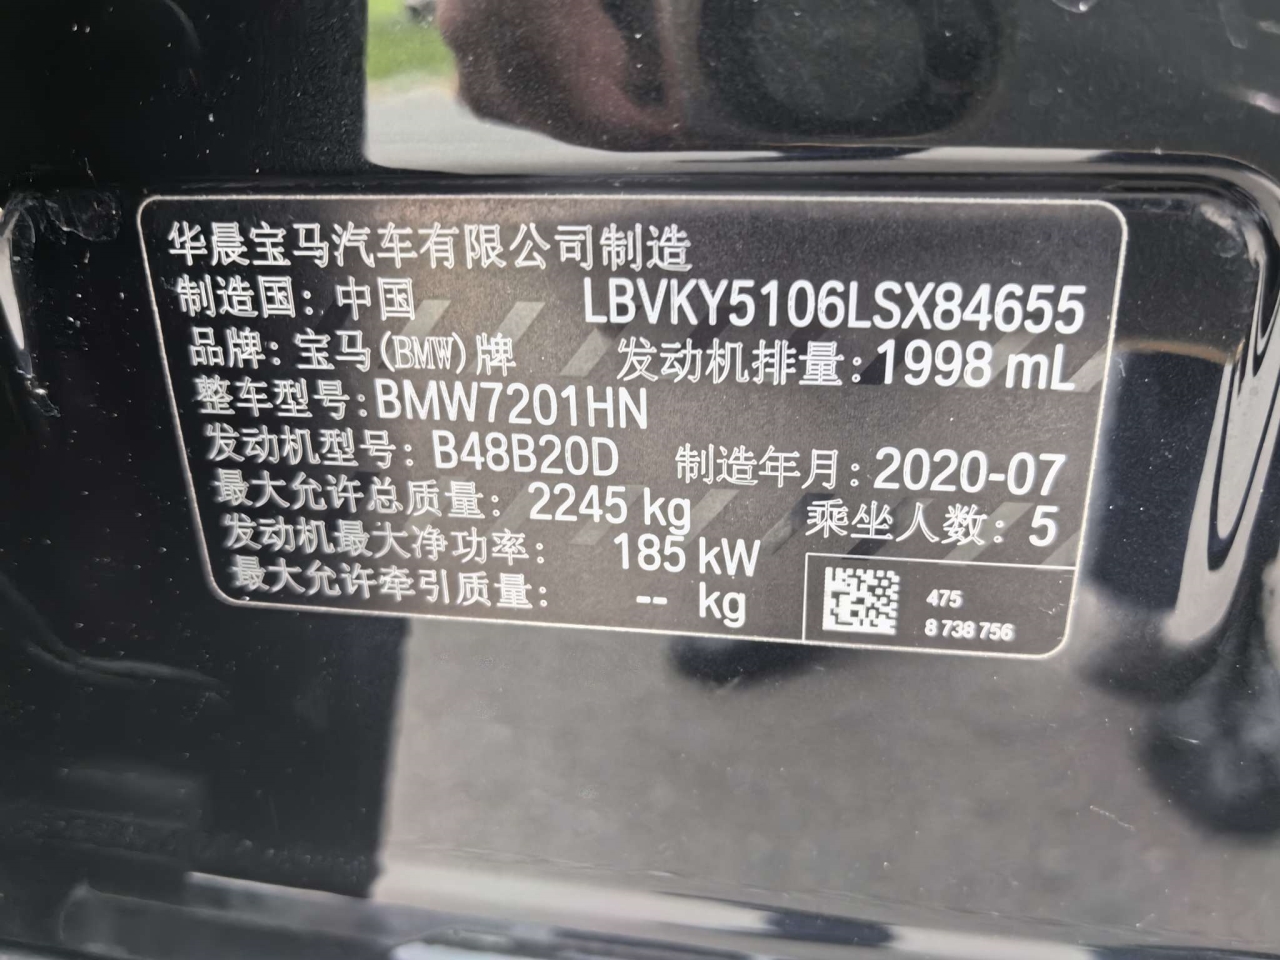 华晨宝马汽车有限公司制造
制造国：中国 LBVKY5106LSX84655
品牌：宝马(BMW)牌 发动机排量：1998 mL
整车型号：BMW7201HN
发动机型号：B48B20D 制造年月：2020-07
最大允许总质量：2245 kg 乘坐人数：5
发动机最大净功率：185 kW
最大允许牵引质量：-- kg
475
8 738 756